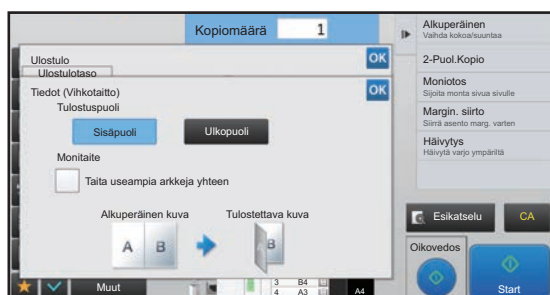 Kopiomäärä 1
Alkuperäinen
Vaihda kokoa/suuntaa
2-Puol.Kopio
Moniotos
Sijoita monta sivua sivulle
Margin. siirto
Siirrä asento marg. varten
Häivytys
Häivytä varjo ympäriltä
Ulostulo
OK
Ulostulotaso
Tiedot (Vihkotaitto)
OK
Tulostuspuoli
Sisäpuoli
Ulkopuoli
Monitaite
Taita useampia arkkeja yhteen
Alkuperäinen kuva
Tulostettava kuva
A B
B
Esikatselu
CA
Oikovedos
Start
Muut
3 B4
4 A3
A4